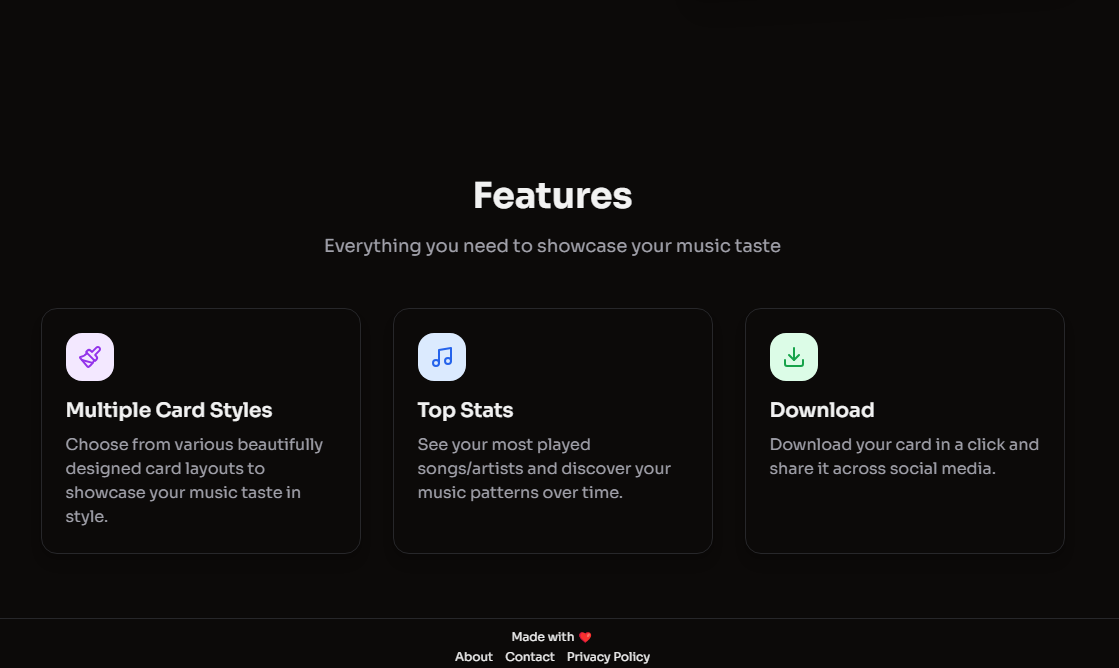 Features
Everything you need to showcase your music taste
Multiple Card Styles
Choose from various beautifully
designed card layouts to
showcase your music taste in
style.
Top Stats
See your most played
songs/artists and discover your
music patterns over time.
Download
Download your card in a click and
share it across social media.
Made with ❤️
About Contact Privacy Policy